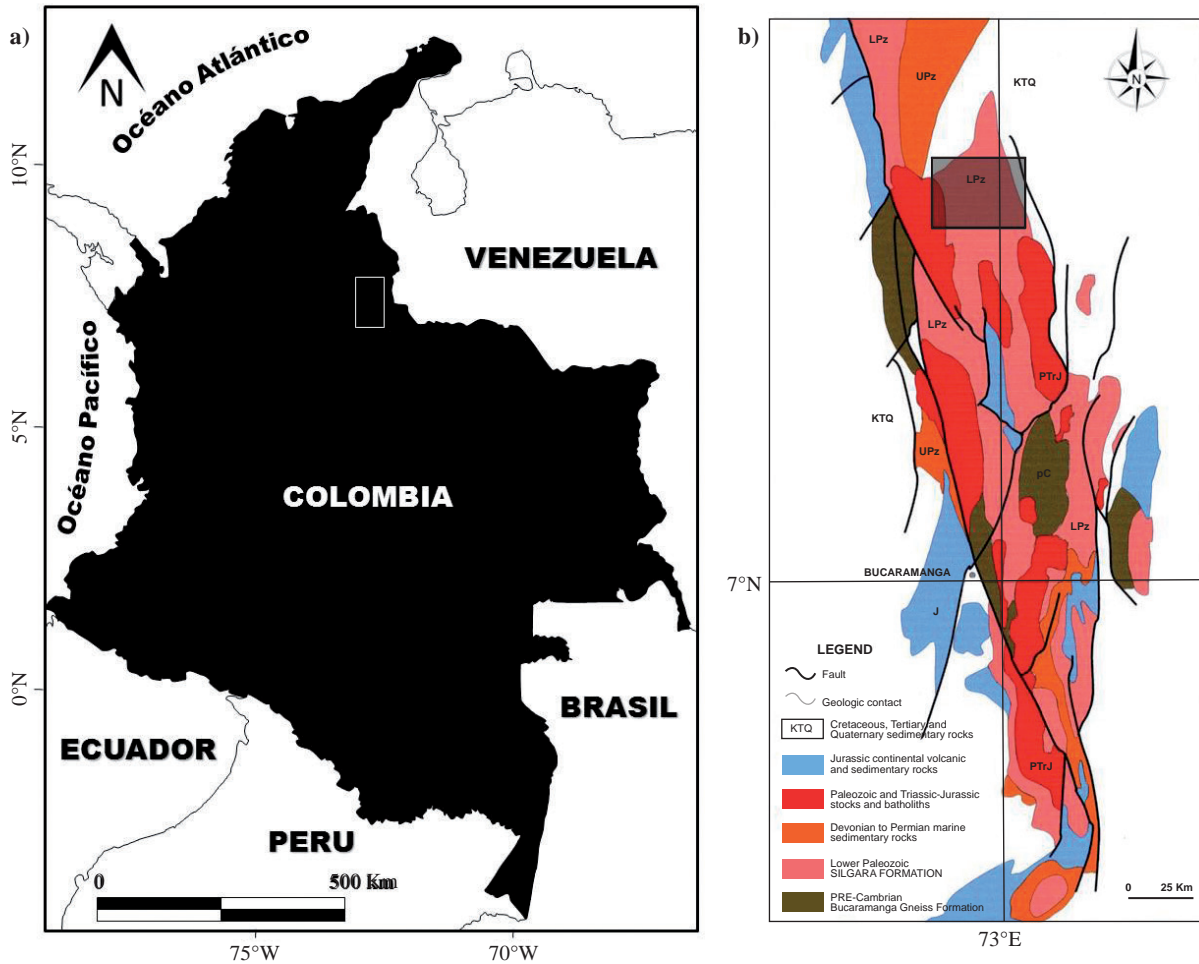 a)
N
Océano Atlántico
10°N
VENEZUELA
Océano Pacífico
5°N
COLOMBIA
0°N
BRASIL
ECUADOR
PERU
0
500 Km
75°W
70°W
b)
LPz
UPz
KTQ
N
LPz
LPz
PTrJ
KTQ
UPz
pC
LPz
BUCARAMANGA
7°N
J
PTrJ
LEGEND
Fault
Geologic contact
KTQ
Cretaceous, Tertiary and
Quaternary sedimentary rocks
Jurassic continental volcanic
and sedimentary rocks
Paleozoic and Triassic-Jurassic
stocks and batholiths
Devonian to Permian marine
sedimentary rocks
Lower Paleozoic
SILGARA FORMATION
PRE-Cambrian
Bucaramanga Gneiss Formation
0 25 Km
73°E